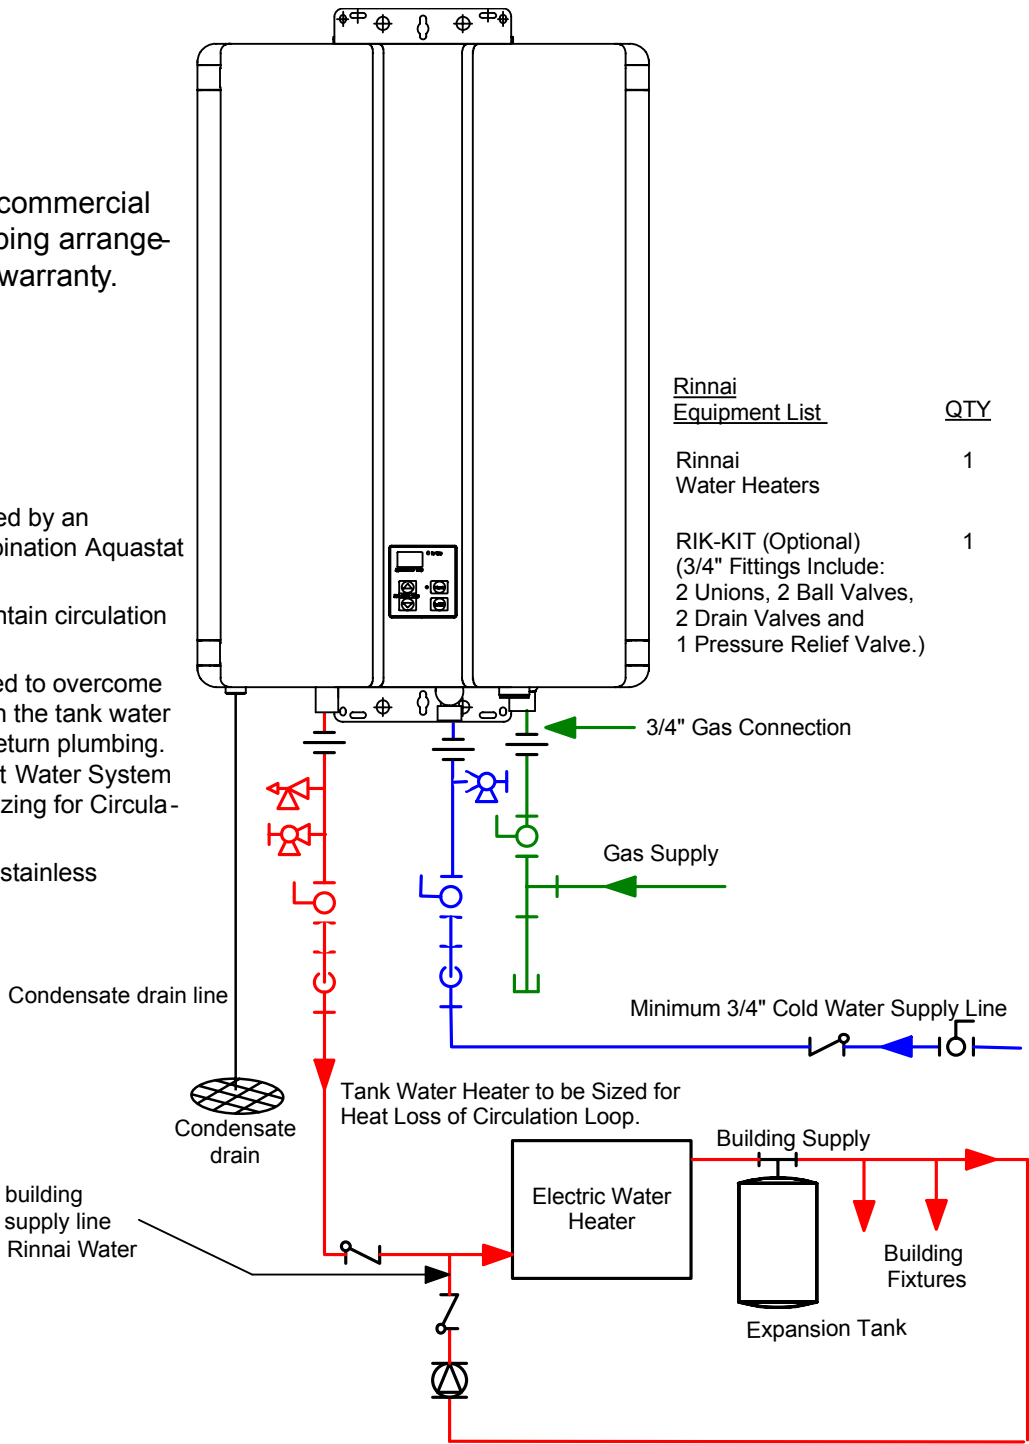 commercial
ping arrange-
warranty.
Rinnai
Equipment List QTY
Rinnai 1
Water Heaters
RIK-KIT (Optional) 1
(3/4" Fittings Include:
2 Unions, 2 Ball Valves,
2 Drain Valves and
1 Pressure Relief Valve.)
ed by an
bination Aquastat
ntain circulation
ed to overcome
n the tank water
eturn plumbing.
t Water System
izing for Circula-
stainless
3/4" Gas Connection
Gas Supply
Condensate drain line
Minimum 3/4" Cold Water Supply Line
Condensate
drain
Tank Water Heater to be Sized for
Heat Loss of Circulation Loop.
Building Supply
Electric Water
Heater
building
supply line
Rinnai Water
Building
Fixtures
Expansion Tank